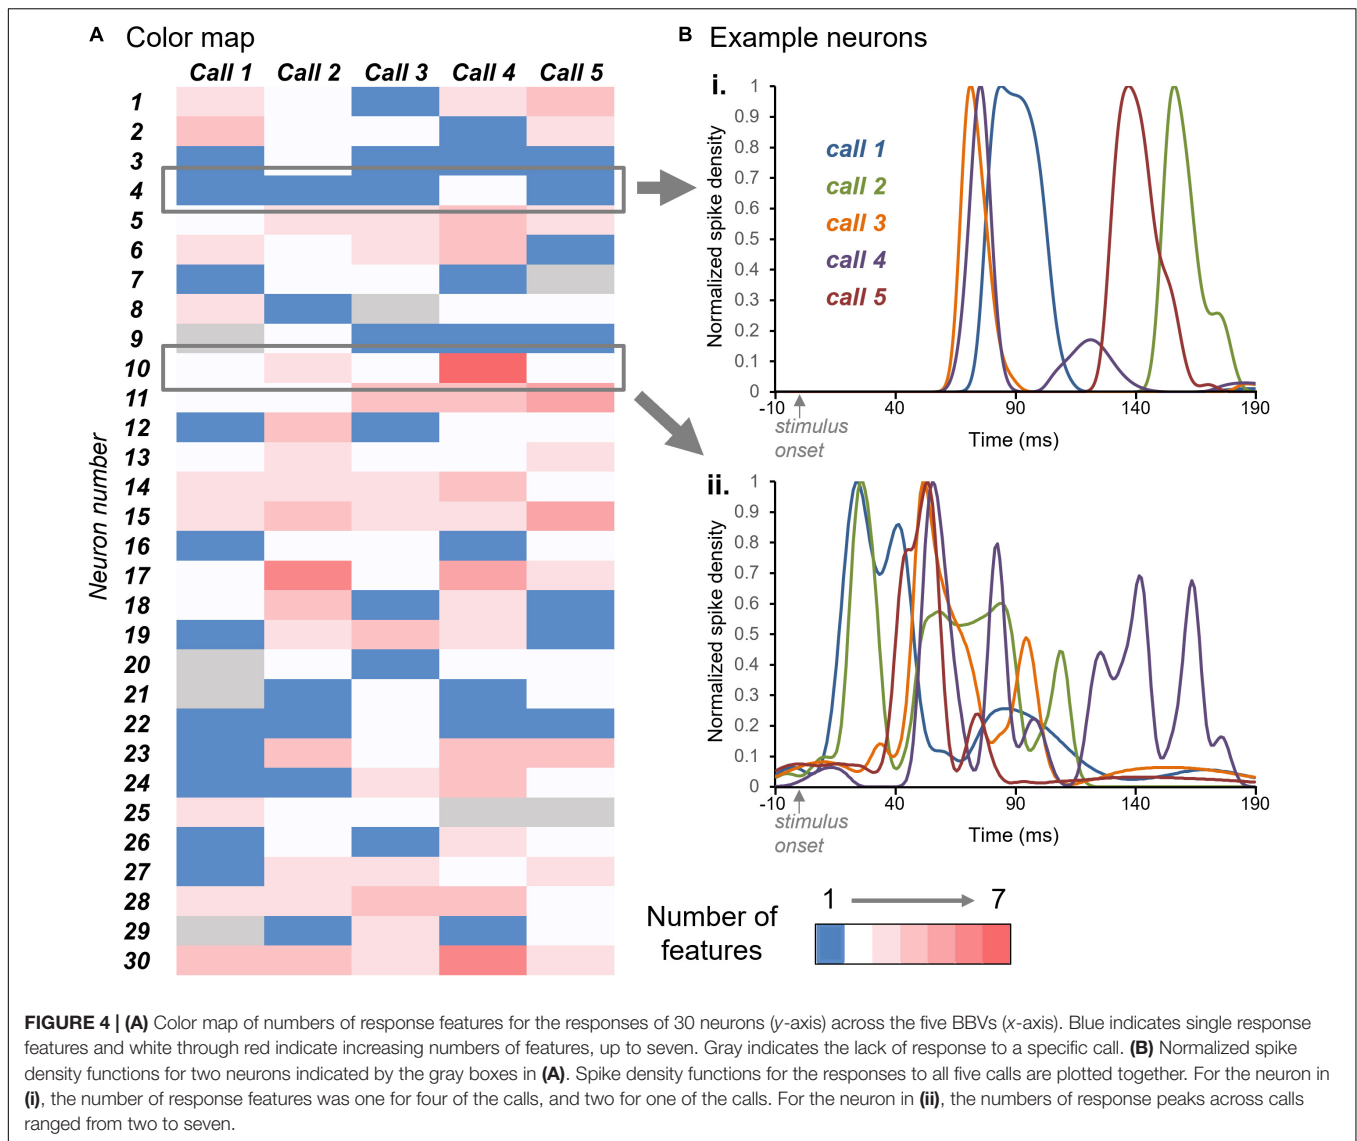 A Color map
Call 1 Call 2 Call 3 Call 4 Call 5
Neuron number
1
2
3
4
5
6
7
8
9
10
11
12
13
14
15
16
17
18
19
20
21
22
23
24
25
26
27
28
29
30
B Example neurons
i.
Normalized spike density
1
0.9
0.8
0.7
0.6
0.5
0.4
0.3
0.2
0.1
0
call 1
call 2
call 3
call 4
call 5
-10 40 90 140 190
stimulus
onset
Time (ms)
ii.
Normalized spike density
1
0.9
0.8
0.7
0.6
0.5
0.4
0.3
0.2
0.1
0
-10 40 90 140 190
stimulus
onset
Time (ms)
Number of
features
1 7
FIGURE 4 | (A) Color map of numbers of response features for the responses of 30 neurons (y-axis) across the five BBVs (x-axis). Blue indicates single response
features and white through red indicate increasing numbers of features, up to seven. Gray indicates the lack of response to a specific call. (B) Normalized spike
density functions for two neurons indicated by the gray boxes in (A). Spike density functions for the responses to all five calls are plotted together. For the neuron in
(i), the number of response features was one for four of the calls, and two for one of the calls. For the neuron in (ii), the numbers of response peaks across calls
ranged from two to seven.